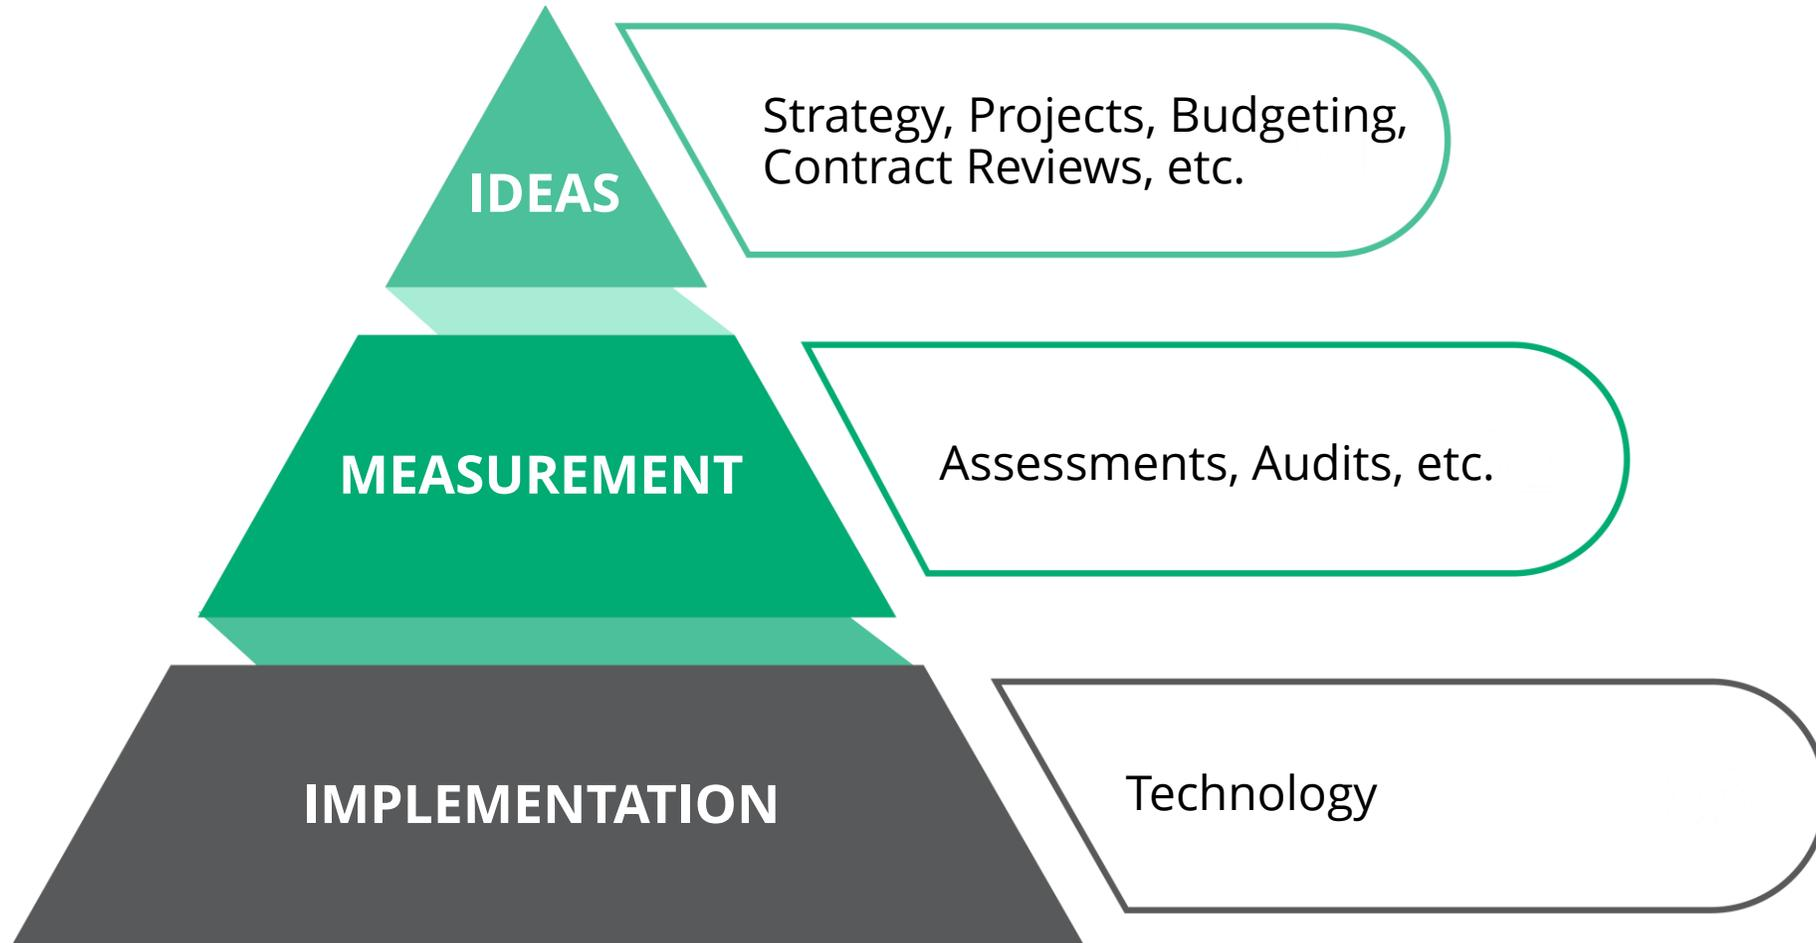 IDEAS
Strategy, Projects, Budgeting,
Contract Reviews, etc.
MEASUREMENT
Assessments, Audits, etc.
IMPLEMENTATION
Technology